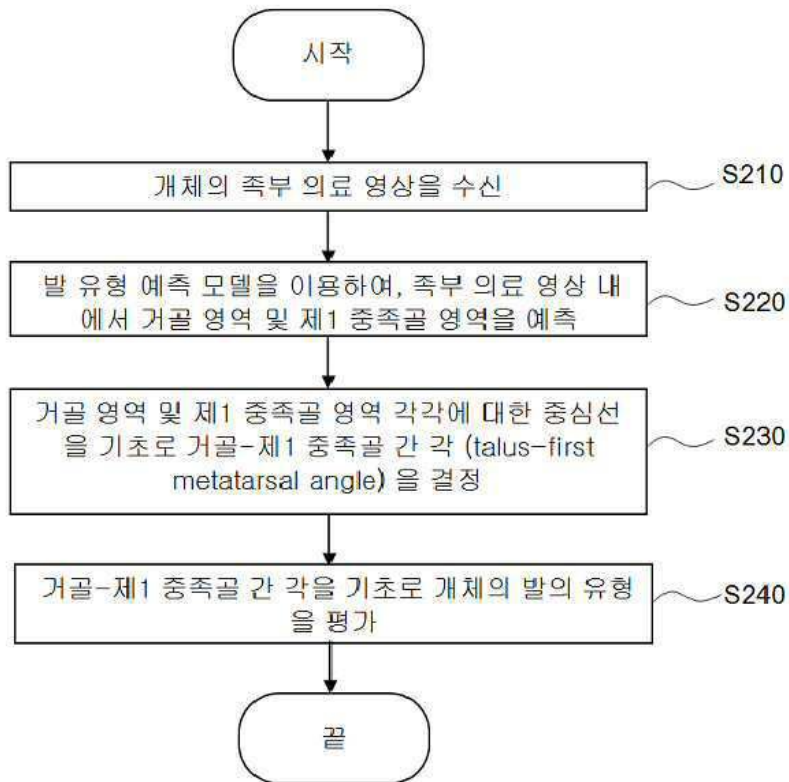 시작
개체의 족부 의료 영상을 수신
S210
발 유형 예측 모델을 이용하여, 족부 의료 영상 내
에서 거골 영역 및 제1 중족골 영역을 예측
S220
거골 영역 및 제1 중족골 영역 각각에 대한 중심선
을 기초로 거골-제1 중족골 간 각 (talus-first
metatarsal angle) 을 결정
S230
거골-제1 중족골 간 각을 기초로 개체의 발의 유형
을 평가
S240
끝